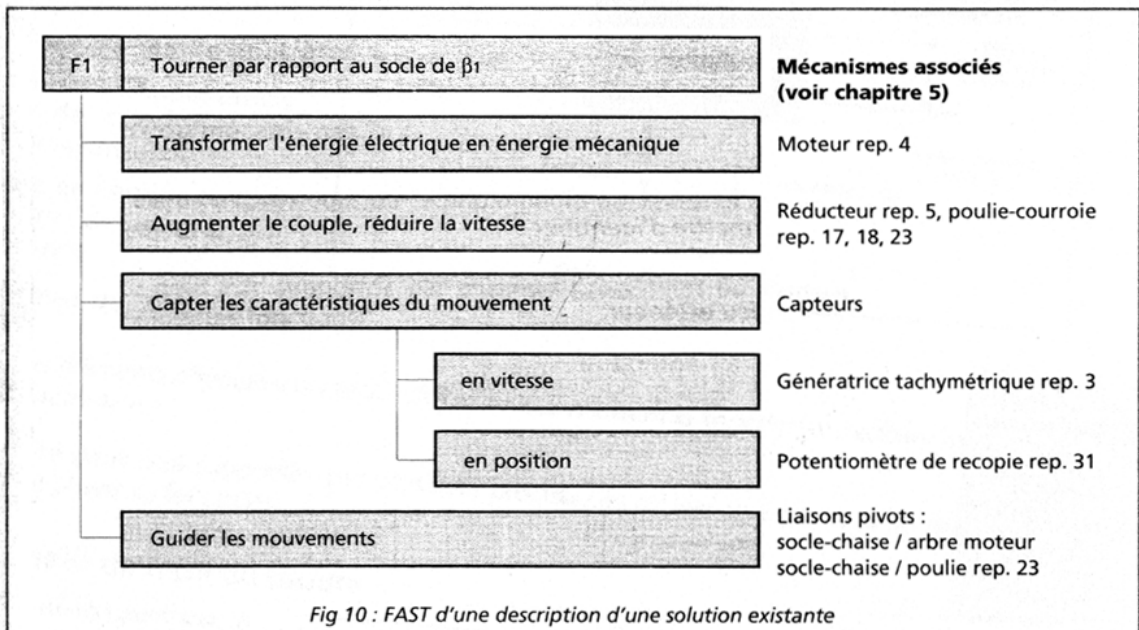 F1 Tourner par rapport au socle de β1
Mécanismes associés
(voir chapitre 5)
Transformer l'énergie électrique en énergie mécanique
Moteur rep. 4
Augmenter le couple, réduire la vitesse
Réducteur rep. 5, poulie-courroie
rep. 17, 18, 23
Capter les caractéristiques du mouvement
Capteurs
en vitesse
Génératrice tachymétrique rep. 3
en position
Potentiomètre de recopie rep. 31
Guider les mouvements
Liaisons pivots :
socle-chaise / arbre moteur
socle-chaise / poulie rep. 23
Fig 10 : FAST d'une description d'une solution existante